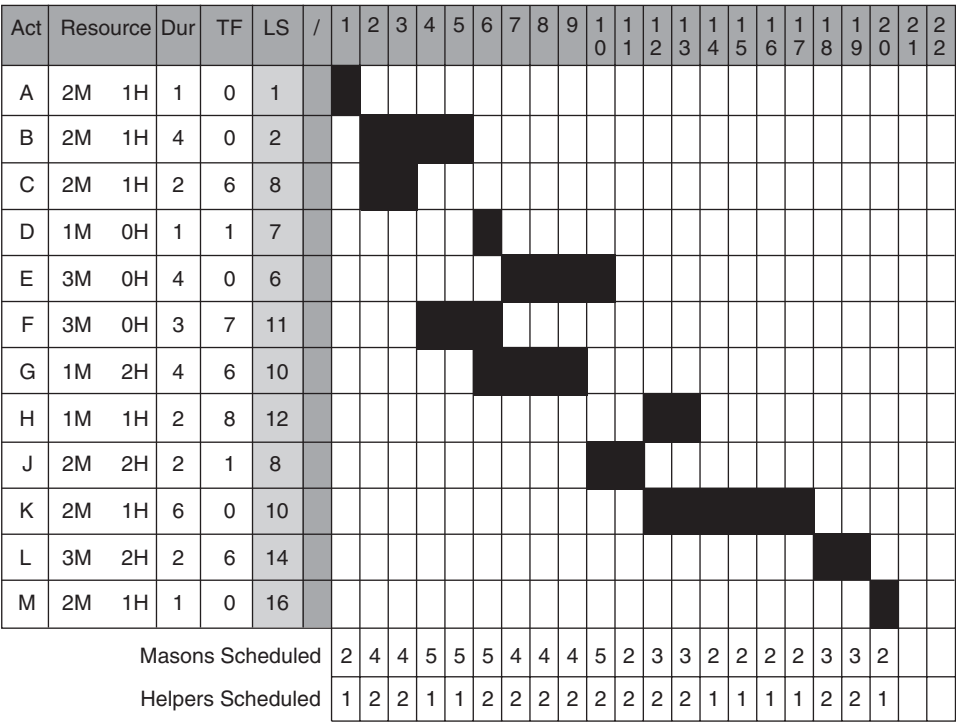 Act Resource Dur TF LS / 1 2 3 4 5 6 7 8 9 10 11 12 13 14 15 16 17 18 19 20 21 22
A 2M 1H 1 0 1
B 2M 1H 4 0 2
C 2M 1H 2 6 8
D 1M 0H 1 1 7
E 3M 0H 4 0 6
F 3M 0H 3 7 11
G 1M 2H 4 6 10
H 1M 1H 2 8 12
J 2M 2H 2 1 8
K 2M 1H 6 0 10
L 3M 2H 2 6 14
M 2M 1H 1 0 16
Masons Scheduled 2 4 4 5 5 5 4 4 4 5 2 3 3 2 2 2 2 3 3 2
Helpers Scheduled 1 2 2 1 1 2 2 2 2 2 2 2 2 1 1 1 1 2 2 1